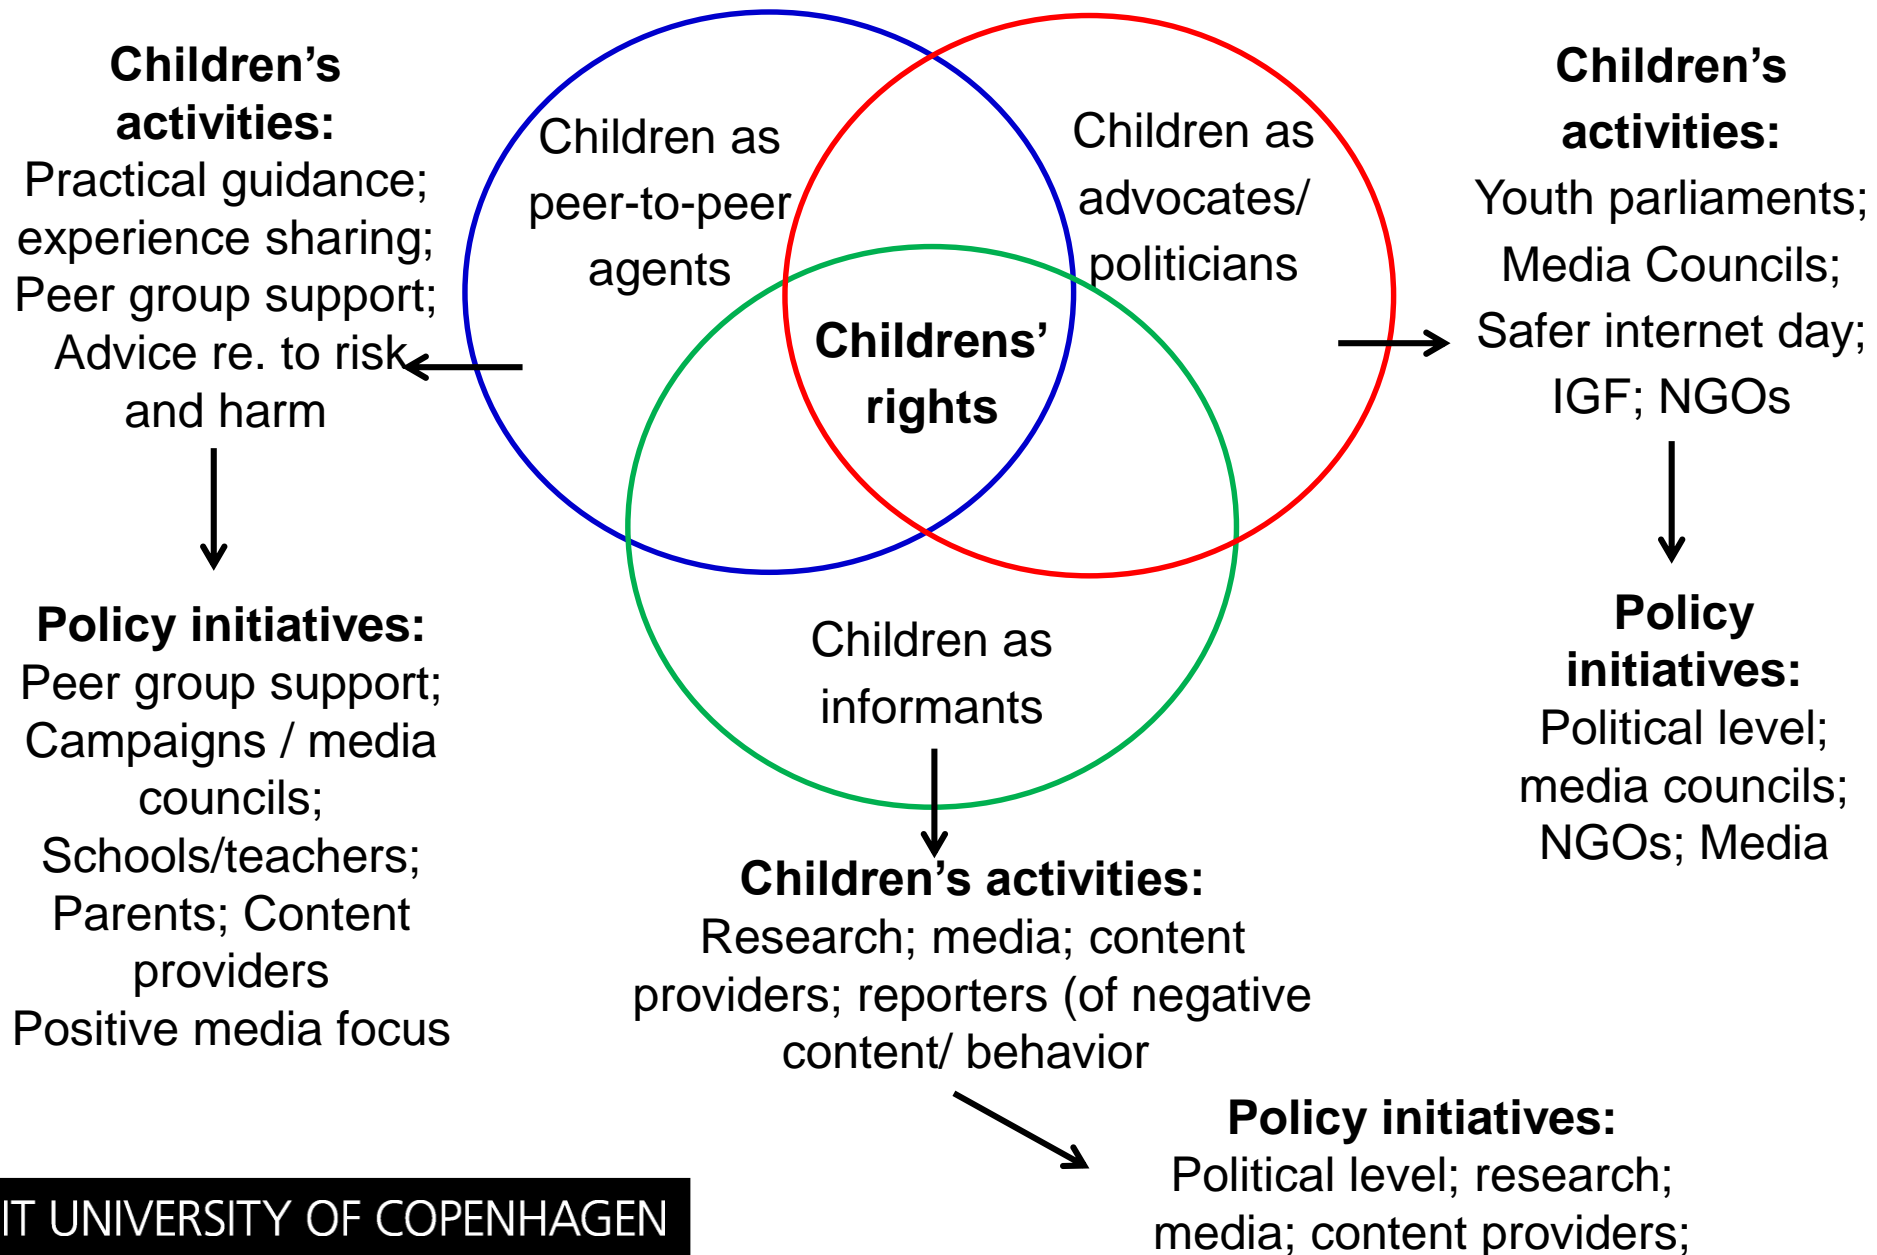 Children’s
activities:
Practical guidance;
experience sharing;
Peer group support;
Advice re. to risk
and harm
Policy initiatives:
Peer group support;
Campaigns / media
councils;
Schools/teachers;
Parents; Content
providers
Positive media focus
Children as
peer-to-peer
agents
Children as
advocates/
politicians
Childrens’
rights
Children as
informants
Children’s activities:
Research; media; content
providers; reporters (of negative
content/ behavior
Policy initiatives:
Political level; research;
media; content providers;
Children’s
activities:
Youth parliaments;
Media Councils;
Safer internet day;
IGF; NGOs
Policy
initiatives:
Political level;
media councils;
NGOs; Media
IT UNIVERSITY OF COPENHAGEN